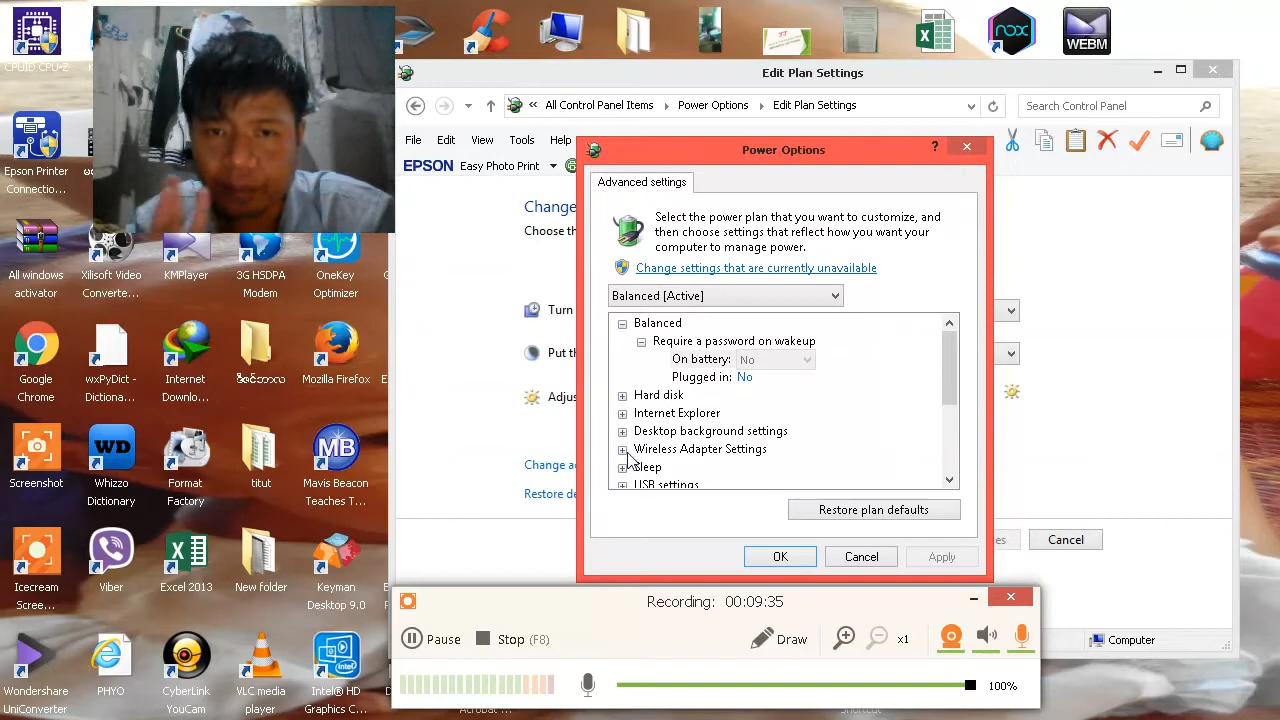 CPUID CPU-Z
nox
WEBM
Epson Printer
Connectio...
All windows
activator
Xilisoft Video
Converte...
KMPlayer
3G HSDPA
Modem
OneKey
Optimizer
Google
Chrome
wxPyDict -
Dictiona...
Internet
Downlo...
Mozilla Firefox
WD
Whizzo
Dictionary
Screenshot
Format
Factory
titut
MB
Mavis Beacon
Teaches T...
Icecream
Scree...
Viber
Excel 2013
New folder
Keyman
Desktop 9.0
Wondershare
UniConverter
PHYO
CyberLink
YouCam
VLC media
player
Intel® HD
Graphics C...
Edit Plan Settings
All Control Panel Items
Power Options
Edit Plan Settings
Search Control Panel
File
Edit
View
Tools
Help
EPSON
Easy Photo Print
Change
Choose th
Turn
Put th
Adjus
Change ad
Restore de
es
Cancel
Computer
Power Options
?
Advanced settings
Select the power plan that you want to customize, and
then choose settings that reflect how you want your
computer to manage power.
Change settings that are currently unavailable
Balanced [Active]
Balanced
Require a password on wakeup
On battery: No
Plugged in: No
Hard disk
Internet Explorer
Desktop background settings
Wireless Adapter Settings
Sleep
USB settings
Restore plan defaults
OK
Cancel
Apply
Recording: 00:09:35
Pause
Stop (F8)
Draw
x1
100%